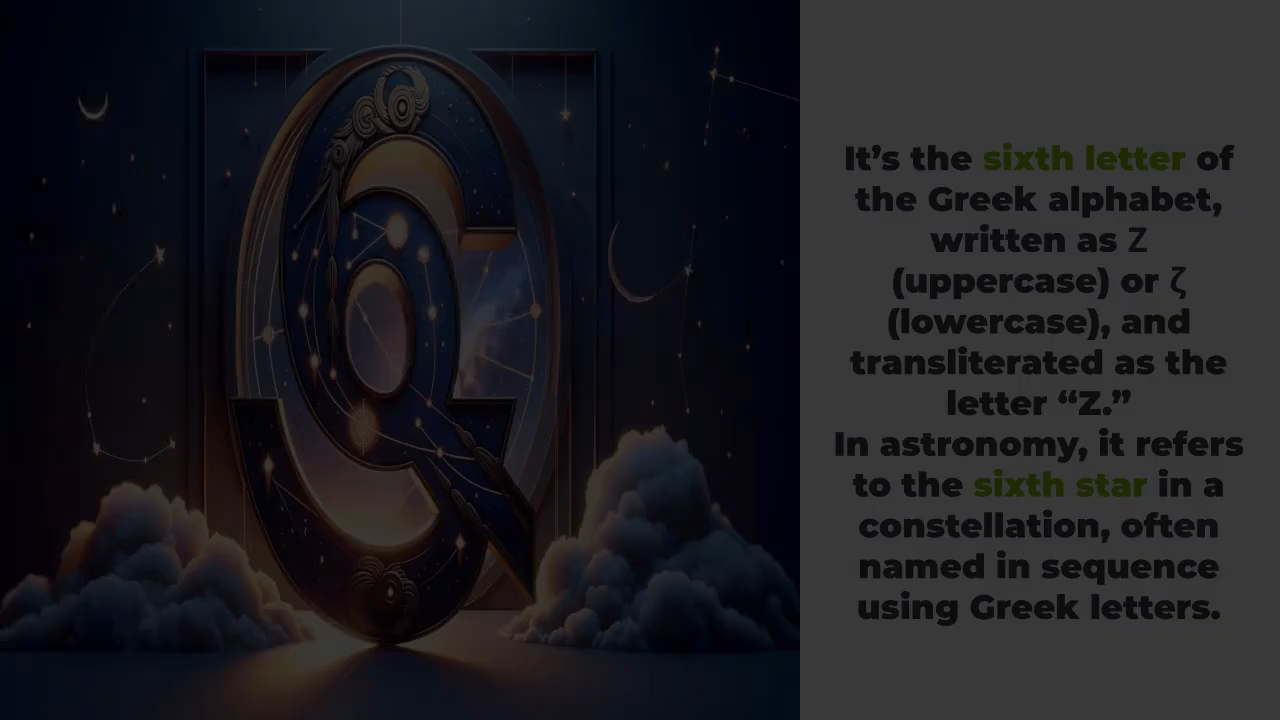 It’s the sixth letter of
the Greek alphabet,
written as Ζ
(uppercase) or ζ
(lowercase), and
transliterated as the
letter “Z.”
In astronomy, it refers
to the sixth star in a
constellation, often
named in sequence
using Greek letters.